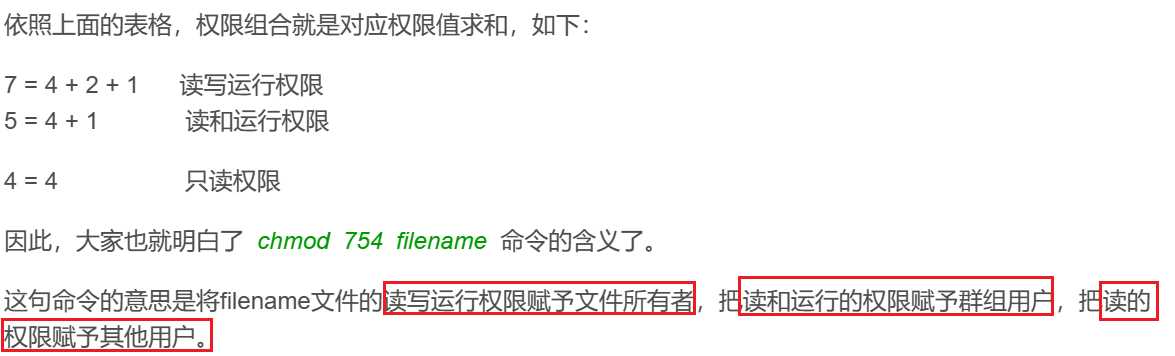 依照上面的表格，权限组合就是对应权限值求和，如下：
7 = 4 + 2 + 1 读写运行权限
5 = 4 + 1 读和运行权限
4 = 4 只读权限
因此，大家也就明白了 chmod 754 filename 命令的含义了。
这句命令的意思是将filename文件的读写运行权限赋予文件所有者，把读和运行的权限赋予群组用户，把读的
权限赋予其他用户。